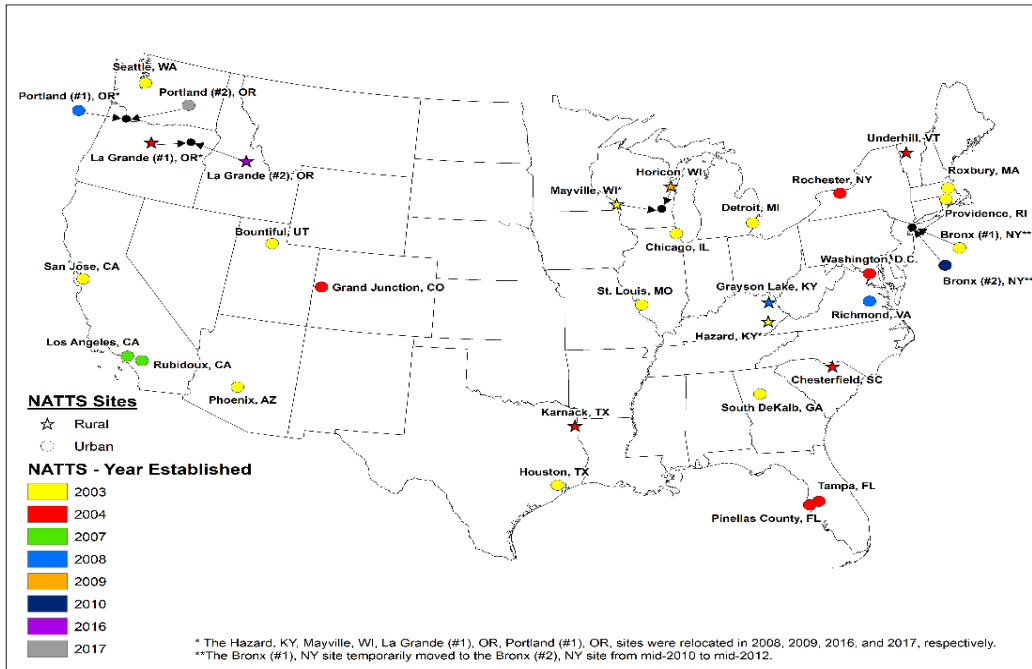 Seattle, WA
Portland (#1), OR*
Portland (#2), OR
La Grande (#1), OR*
La Grande (#2), OR
Underhill, VT
Horicon, WI
Mayville, WI*
Rochester, NY
Roxbury, MA
Detroit, MI
Providence, RI
Bronx (#1), NY**
Bountiful, UT
Chicago, IL
Washington, D.C.
San Jose, CA
Bronx (#2), NY**
Grand Junction, CO
St. Louis, MO
Grayson Lake, KY
Richmond, VA
Hazard, KY*
Los Angeles, CA
Rubidoux, CA
Phoenix, AZ
Chesterfield, SC
South DeKalb, GA
Karnack, TX
Houston, TX
Tampa, FL
Pinellas County, FL
NATTS Sites
Rural
Urban
NATTS - Year Established
2003
2004
2007
2008
2009
2010
2016
2017
* The Hazard, KY, Mayville, WI, La Grande (#1), OR, Portland (#1), OR, sites were relocated in 2008, 2009, 2016, and 2017, respectively.
**The Bronx (#1), NY site temporarily moved to the Bronx (#2), NY site from mid-2010 to mid-2012.